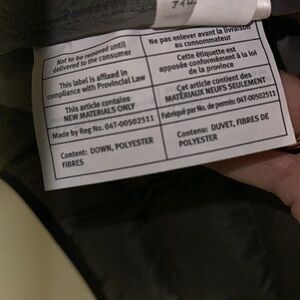 Not to be removed until
delivered to the consumer
This label is affixed in
compliance with Provincial Law
This article contains
NEW MATERIALS ONLY
Made by Reg No. 04T-00502511
Content: DOWN, POLYESTER
FIBRES
Ne pas enlever avant la livraison
au consommateur
Cette étiquette est
apposée conformément à la loi
de la province
Cet article contient des
MATÉRIAUX NEUFS SEULEMENT
Fabriqué par No. de permis: 04T-00502511
Contenu: DUVET, FIBRES DE
POLYESTER